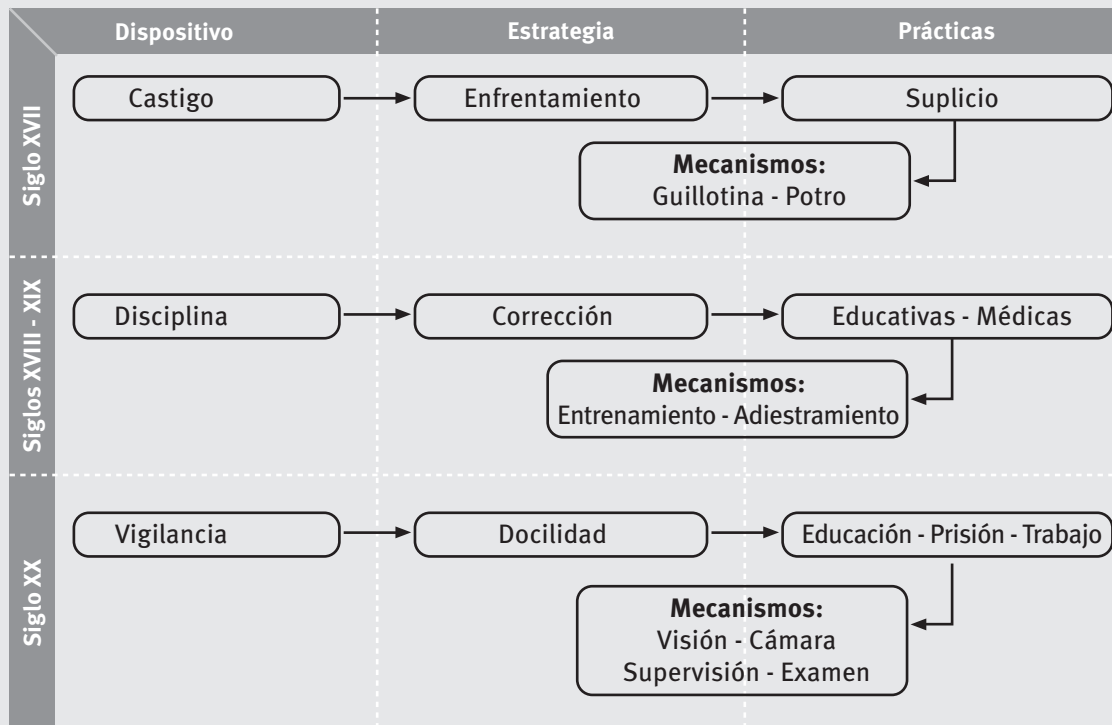 Dispositivo
Estrategia
Prácticas
Siglo XVII
Castigo
Enfrentamiento
Suplicio
Mecanismos:
Guillotina - Potro
Siglos XVIII - XIX
Disciplina
Corrección
Educativas - Médicas
Mecanismos:
Entrenamiento - Adiestramiento
Siglo XX
Vigilancia
Docilidad
Educación - Prisión - Trabajo
Mecanismos:
Visión - Cámara
Supervisión - Examen